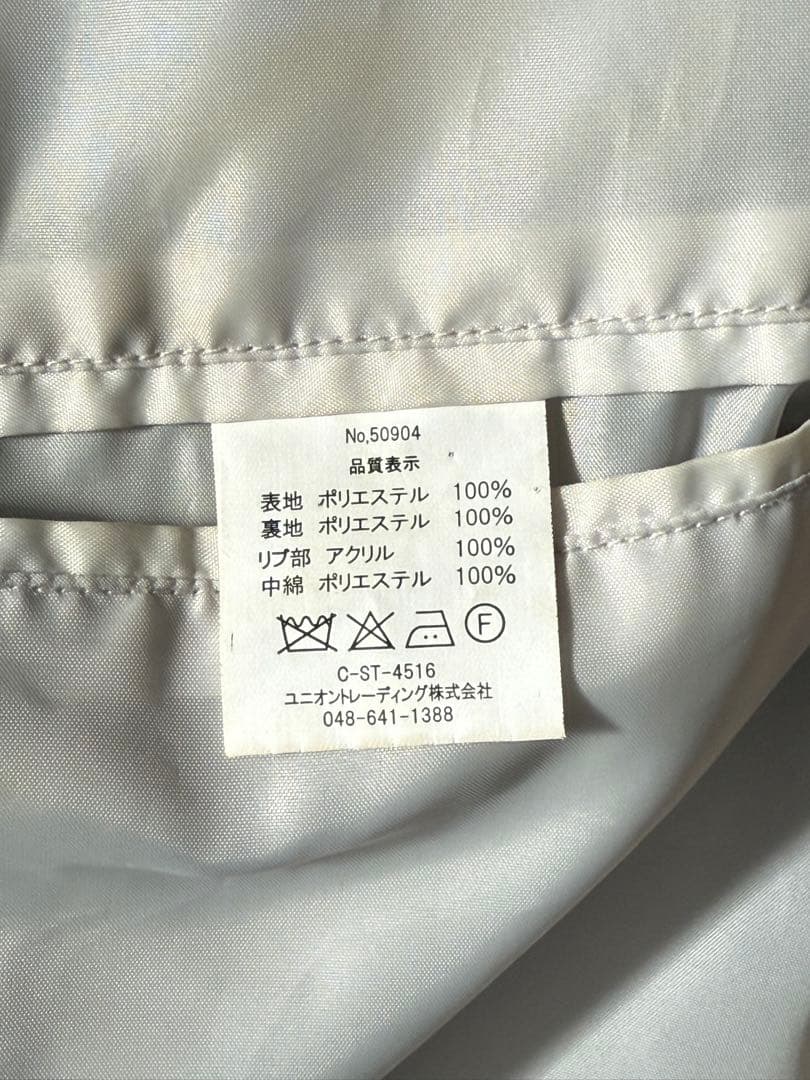 No,50904
品質表示
表地 ポリエステル 100%
裏地 ポリエステル 100%
リブ部 アクリル 100%
中綿 ポリエステル 100%
F
C-ST-4516
ユニオントレーディング株式会社
048-641-1388